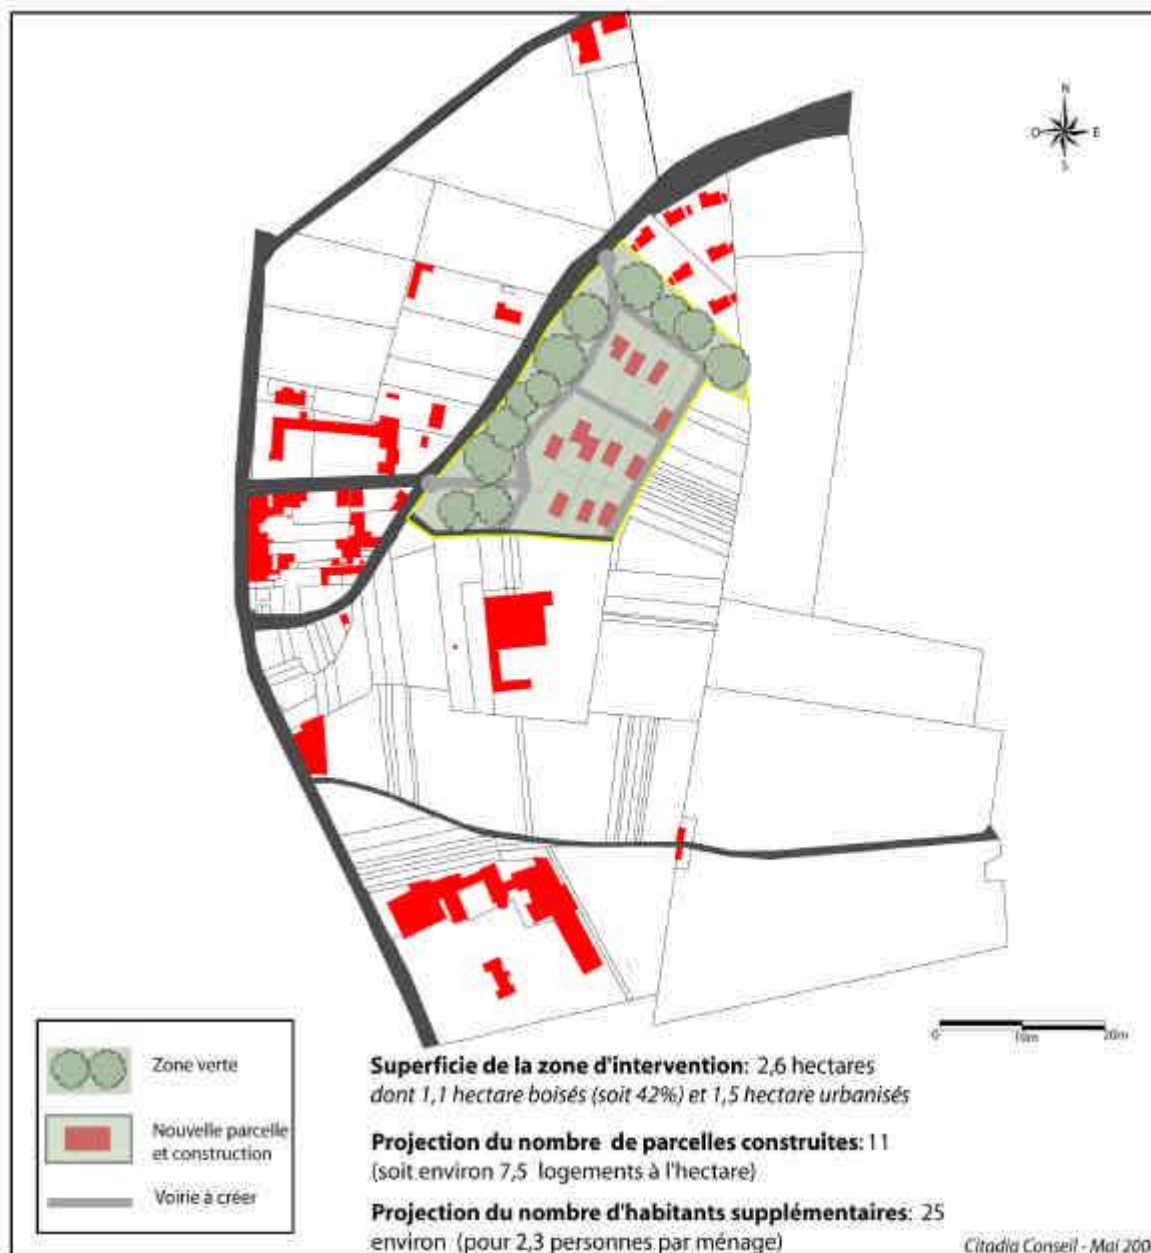 N
O E
S
0 10m 20m
Zone verte
Nouvelle parcelle
et construction
Voirie à créer
Superficie de la zone d'intervention: 2,6 hectares
dont 1,1 hectare boisés (soit 42%) et 1,5 hectare urbanisés
Projection du nombre de parcelles construites: 11
(soit environ 7,5 logements à l'hectare)
Projection du nombre d'habitants supplémentaires: 25
environ (pour 2,3 personnes par ménage)
Citadia Conseil - Mai 200